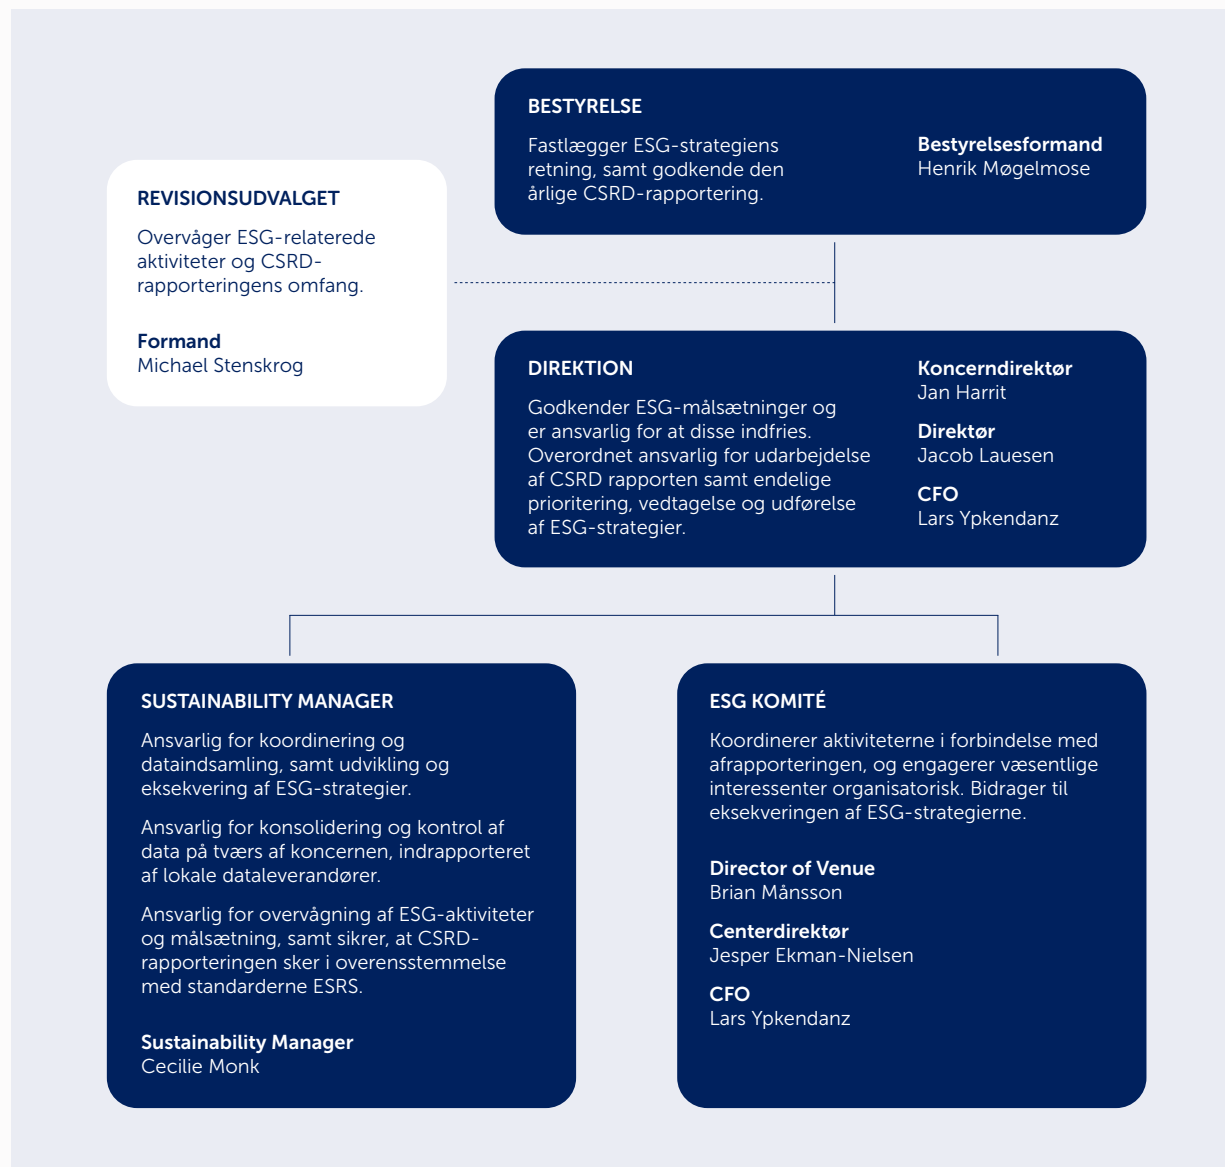 BESTYRELSE
Fastlægger ESG-strategiens
retning, samt godkende den
årlige CSRD-rapportering.
Bestyrelsesformand
Henrik Møgelmose
REVISIONSUDVALGET
Overvåger ESG-relaterede
aktiviteter og CSRD-
rapporteringens omfang.
Formand
Michael Stenskrog
DIREKTION
Godkender ESG-målsætninger og
er ansvarlig for at disse indfries.
Overordnet ansvarlig for udarbejdelse
af CSRD rapporten samt endelige
prioritering, vedtagelse og udførelse
af ESG-strategier.
Koncerndirektør
Jan Harrit
Direktør
Jacob Lauesen
CFO
Lars Ypkendanz
SUSTAINABILITY MANAGER
Ansvarlig for koordinering og
dataindsamling, samt udvikling og
eksekvering af ESG-strategier.
Ansvarlig for konsolidering og kontrol af
data på tværs af koncernen, indrapporteret
af lokale dataleverandører.
Ansvarlig for overvågning af ESG-aktiviteter
og målsætning, samt sikrer, at CSRD-
rapporteringen sker i overensstemmelse
med standarderne ESRS.
Sustainability Manager
Cecilie Monk
ESG KOMITÉ
Koordinerer aktiviteterne i forbindelse med
afrapporteringen, og engagerer væsentlige
interessenter organisatorisk. Bidrager til
eksekveringen af ESG-strategierne.
Director of Venue
Brian Månsson
Centerdirektør
Jesper Ekman-Nielsen
CFO
Lars Ypkendanz